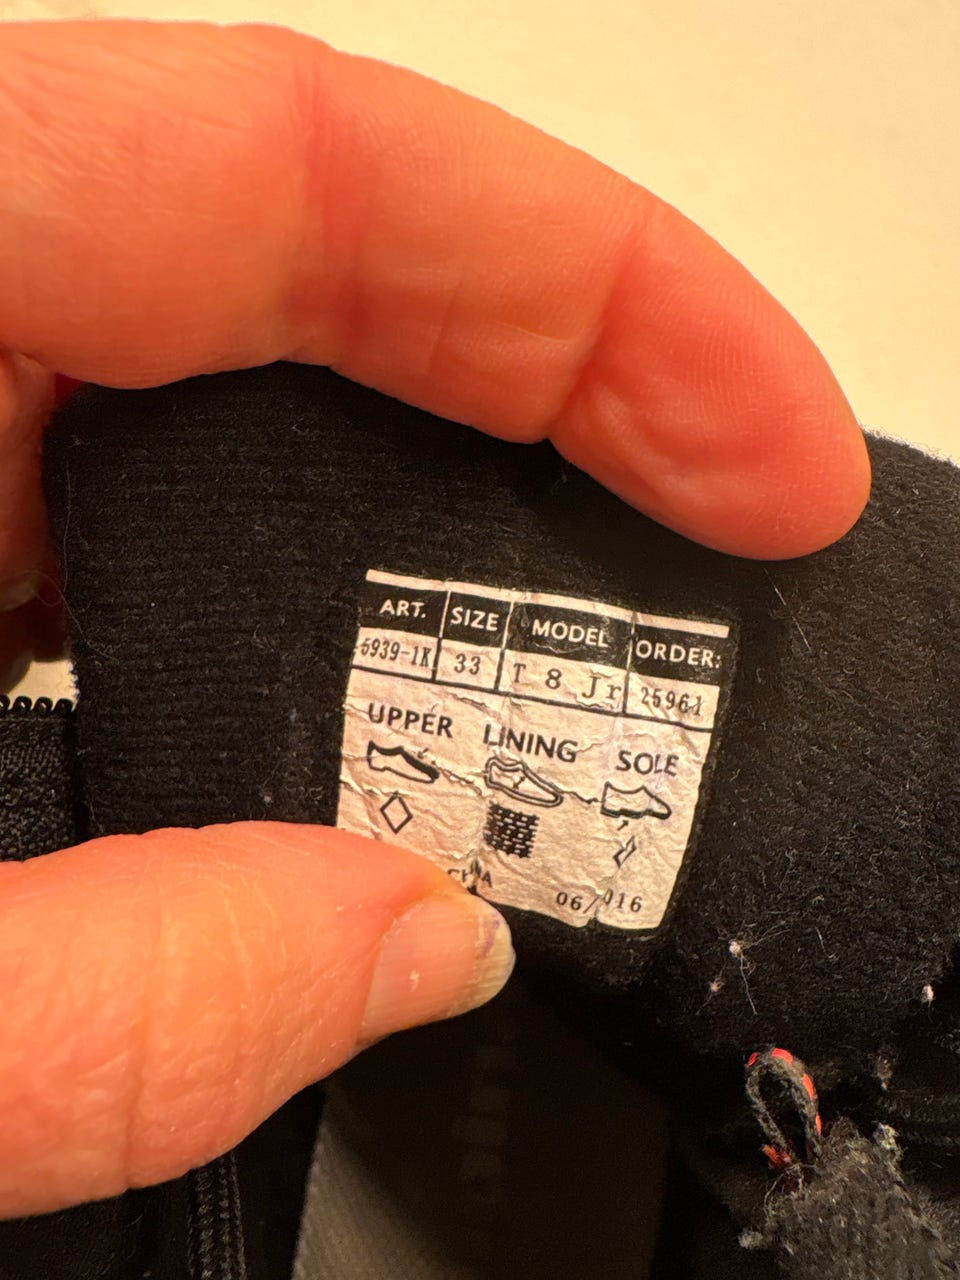 ART. SIZE MODEL ORDER:
5939-1K 33 T 8 Jr 25961
UPPER LINING SOLE
06/ 016